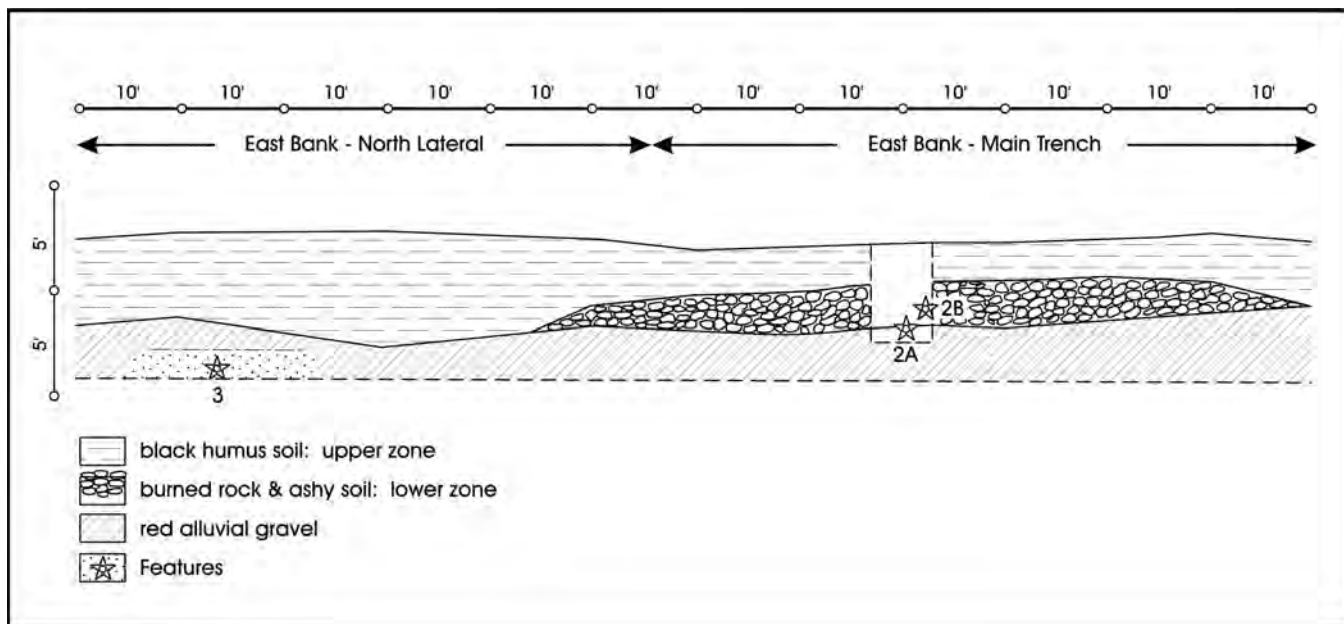 10' 10' 10' 10' 10' 10' 10' 10' 10' 10' 10' 10'
East Bank - North Lateral East Bank - Main Trench
5'
5'
2B
2A
3
black humus soil: upper zone
burned rock & ashy soil: lower zone
red alluvial gravel
Features